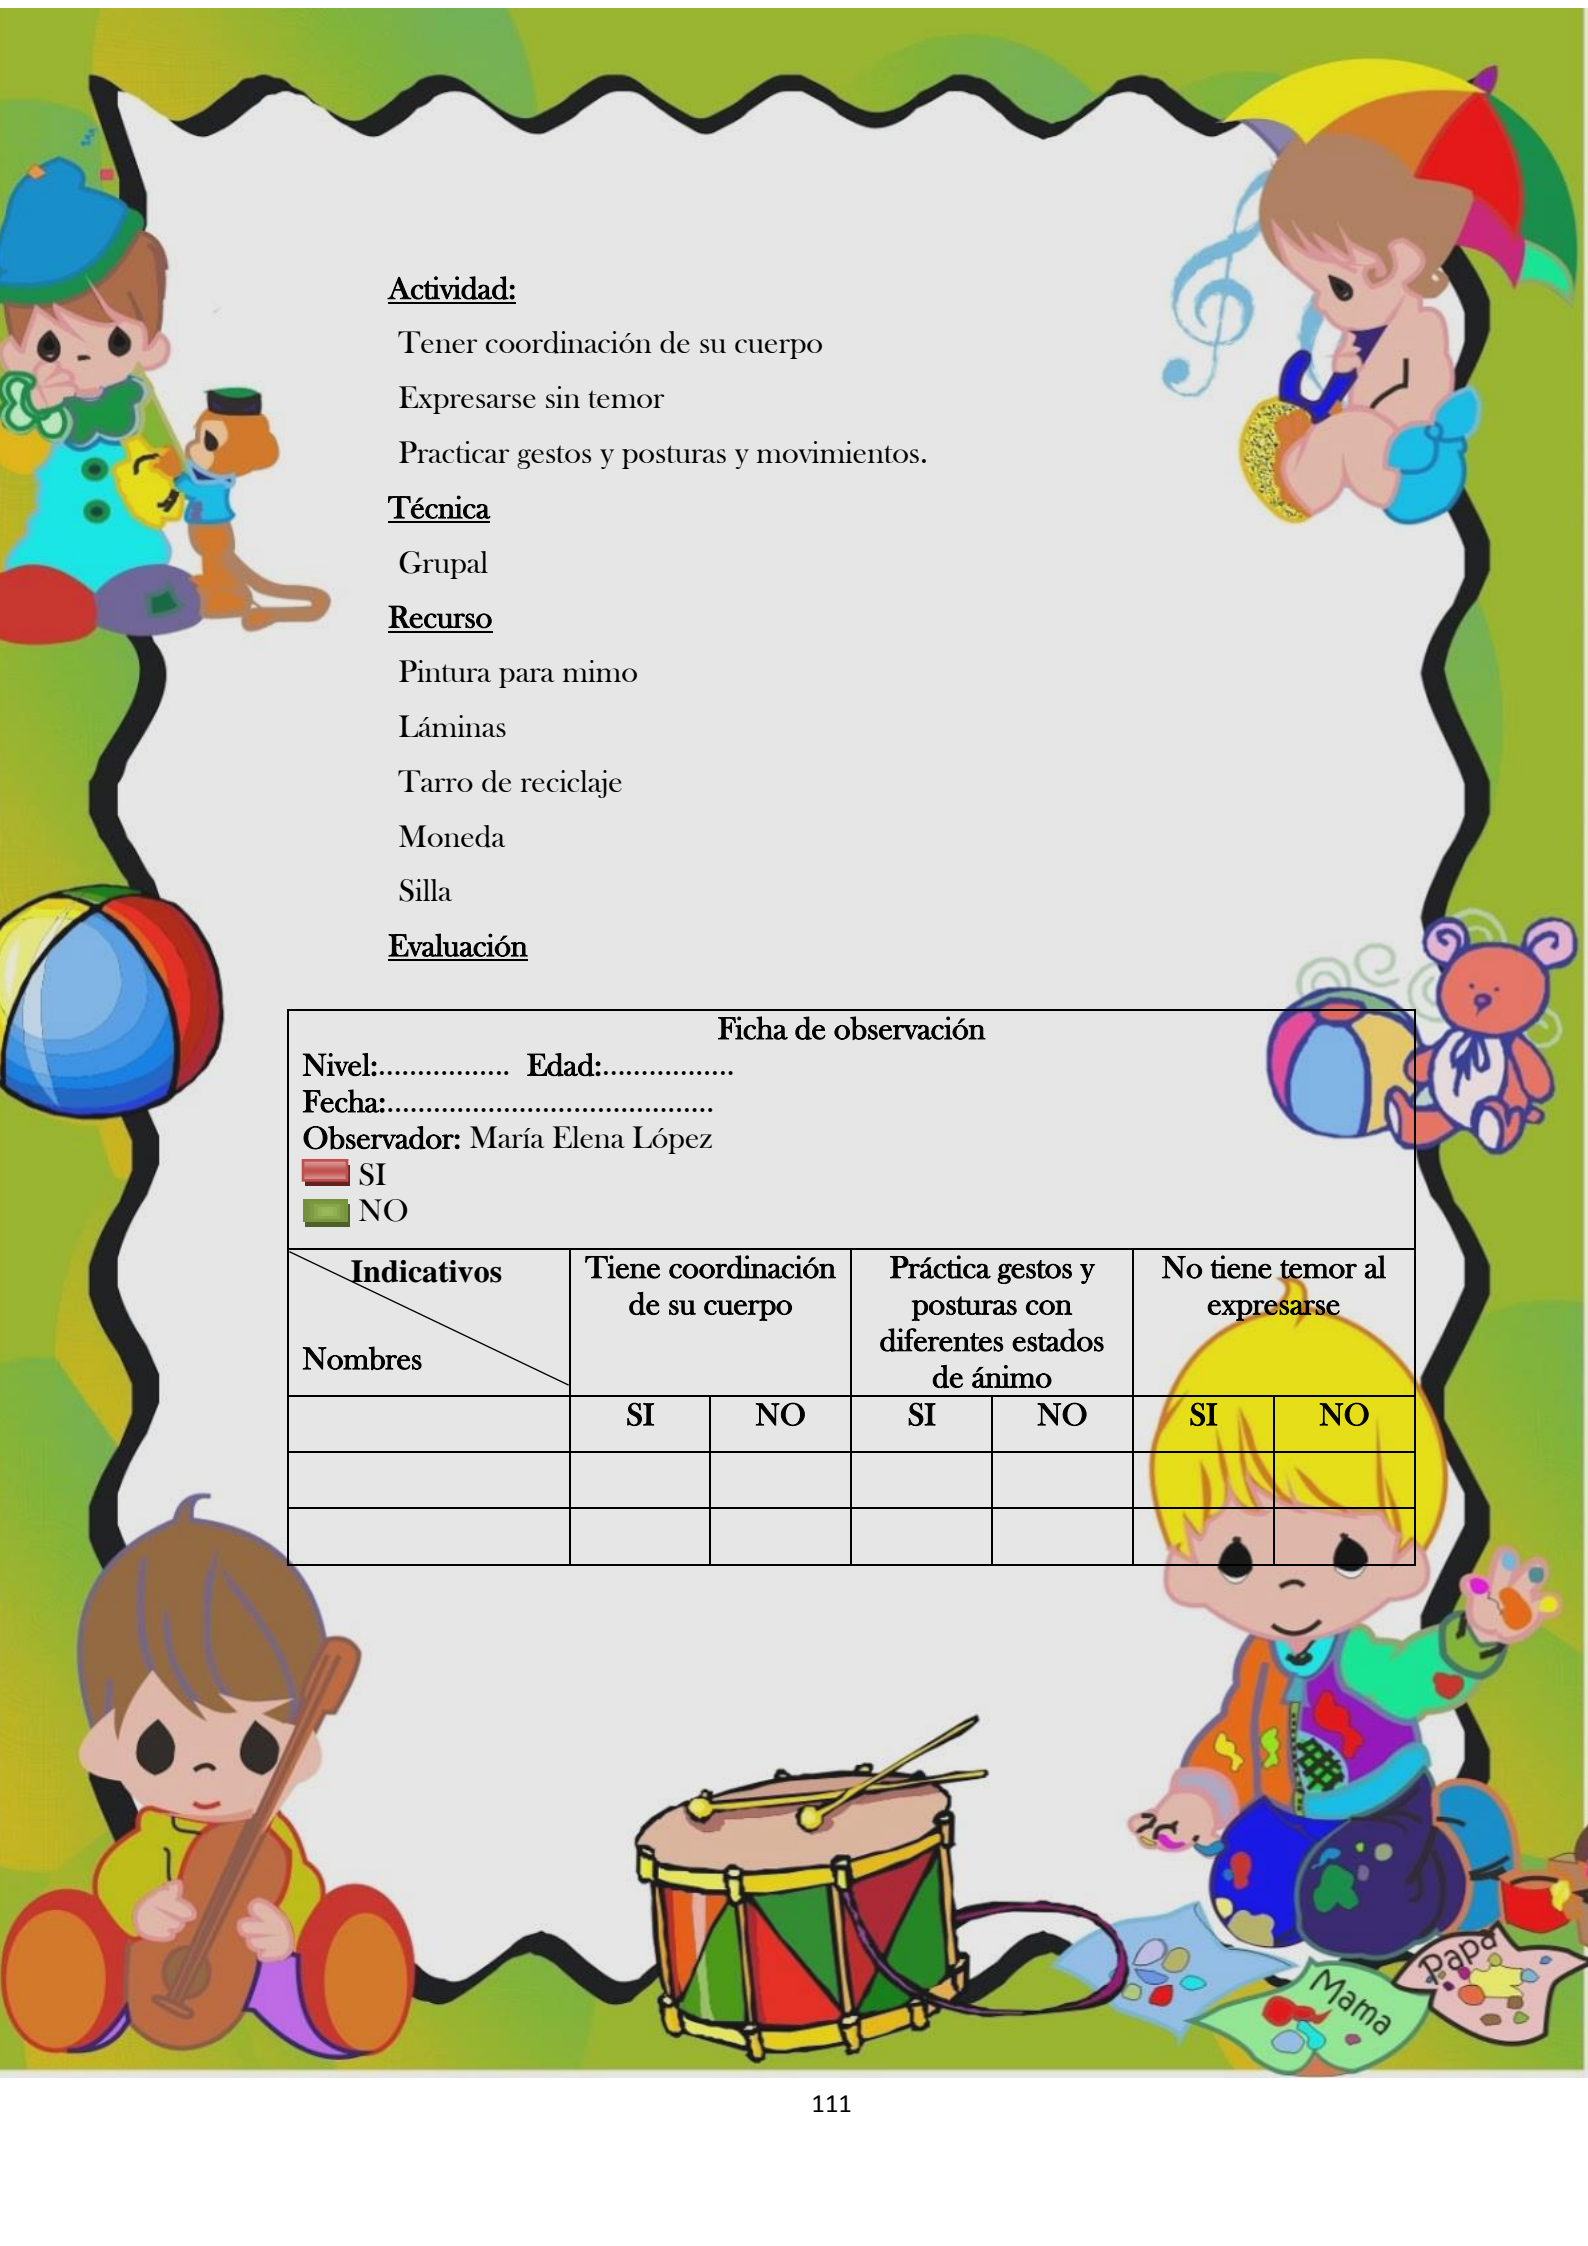 Actividad:
Tener coordinación de su cuerpo
Expresarse sin temor
Practicar gestos y posturas y movimientos.
Técnica
Grupal
Recurso
Pintura para mimo
Láminas
Tarro de reciclaje
Moneda
Silla
Evaluación
Ficha de observación
Nivel:................. Edad:.................
Fecha:..........................................
Observador: María Elena López
SI
NO
Indicativos
Nombres
Tiene coordinación
de su cuerpo
Práctica gestos y
posturas con
diferentes estados
de ánimo
No tiene temor al
expresarse
SI NO SI NO SI NO
Mama
Papa
111